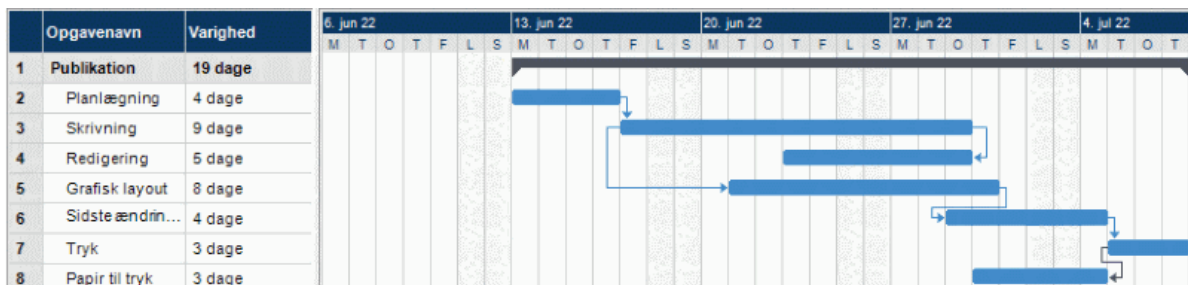 Opgavenavn Varighed 6. jun 22 13. jun 22 20. jun 22 27. jun 22 4. jul 22
M T O T F L S M T O T F L S M T O T F L S M T O T F L S M T O T
1 Publikation 19 dage
2 Planlægning 4 dage
3 Skrivning 9 dage
4 Redigering 5 dage
5 Grafisk layout 8 dage
6 Sidste ændrin... 4 dage
7 Tryk 3 dage
8 Papir til tryk 3 dage